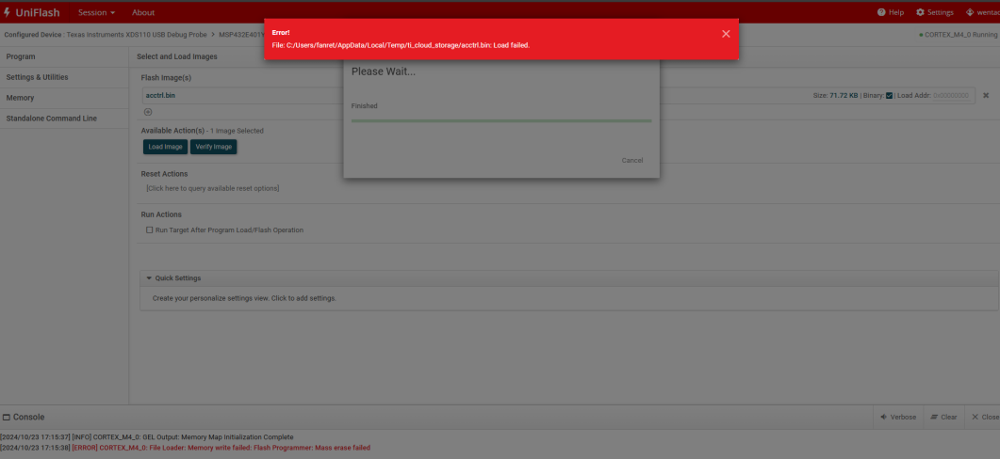 UniFlash Session About Help Settings wentao
Configured Device : Texas Instruments XDS110 USB Debug Probe > MSP432E401Y CORTEX_M4_0 Running
Error!
File: C:/Users/fanret/AppData/Local/Temp/ti_cloud_storage/acctrl.bin: Load failed.
Program
Settings & Utilities
Memory
Standalone Command Line
Select and Load Images
Flash Image(s)
acctrl.bin Size: 71.72 KB | Binary: | Load Addr: 0x00000000
Available Action(s) - 1 Image Selected
Load Image Verify Image
Reset Actions
[Click here to query available reset options]
Run Actions
Run Target After Program Load/Flash Operation
Please Wait...
Finished
Cancel
Quick Settings
Create your personalize settings view. Click to add settings.
Console Verbose Clear Close
[2024/10/23 17:15:37] [INFO] CORTEX_M4_0: GEL Output: Memory Map Initialization Complete
[2024/10/23 17:15:38] [ERROR] CORTEX_M4_0: File Loader: Memory write failed: Flash Programmer: Mass erase failed